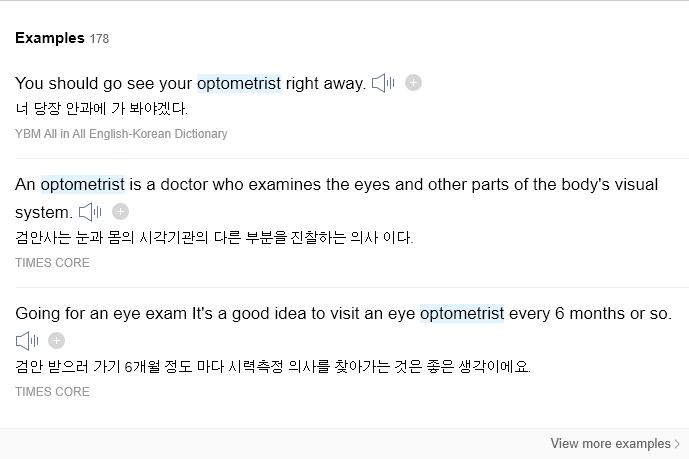 Examples 178
You should go see your optometrist right away.
너 당장 안과에 가 봐야겠다.
YBM All in All English-Korean Dictionary
An optometrist is a doctor who examines the eyes and other parts of the body's visual
system.
검안사는 눈과 몸의 시각기관의 다른 부분을 진찰하는 의사 이다.
TIMES CORE
Going for an eye exam It's a good idea to visit an eye optometrist every 6 months or so.
검안 받으러 가기 6개월 정도 마다 시력측정 의사를 찾아가는 것은 좋은 생각이에요.
TIMES CORE
View more examples